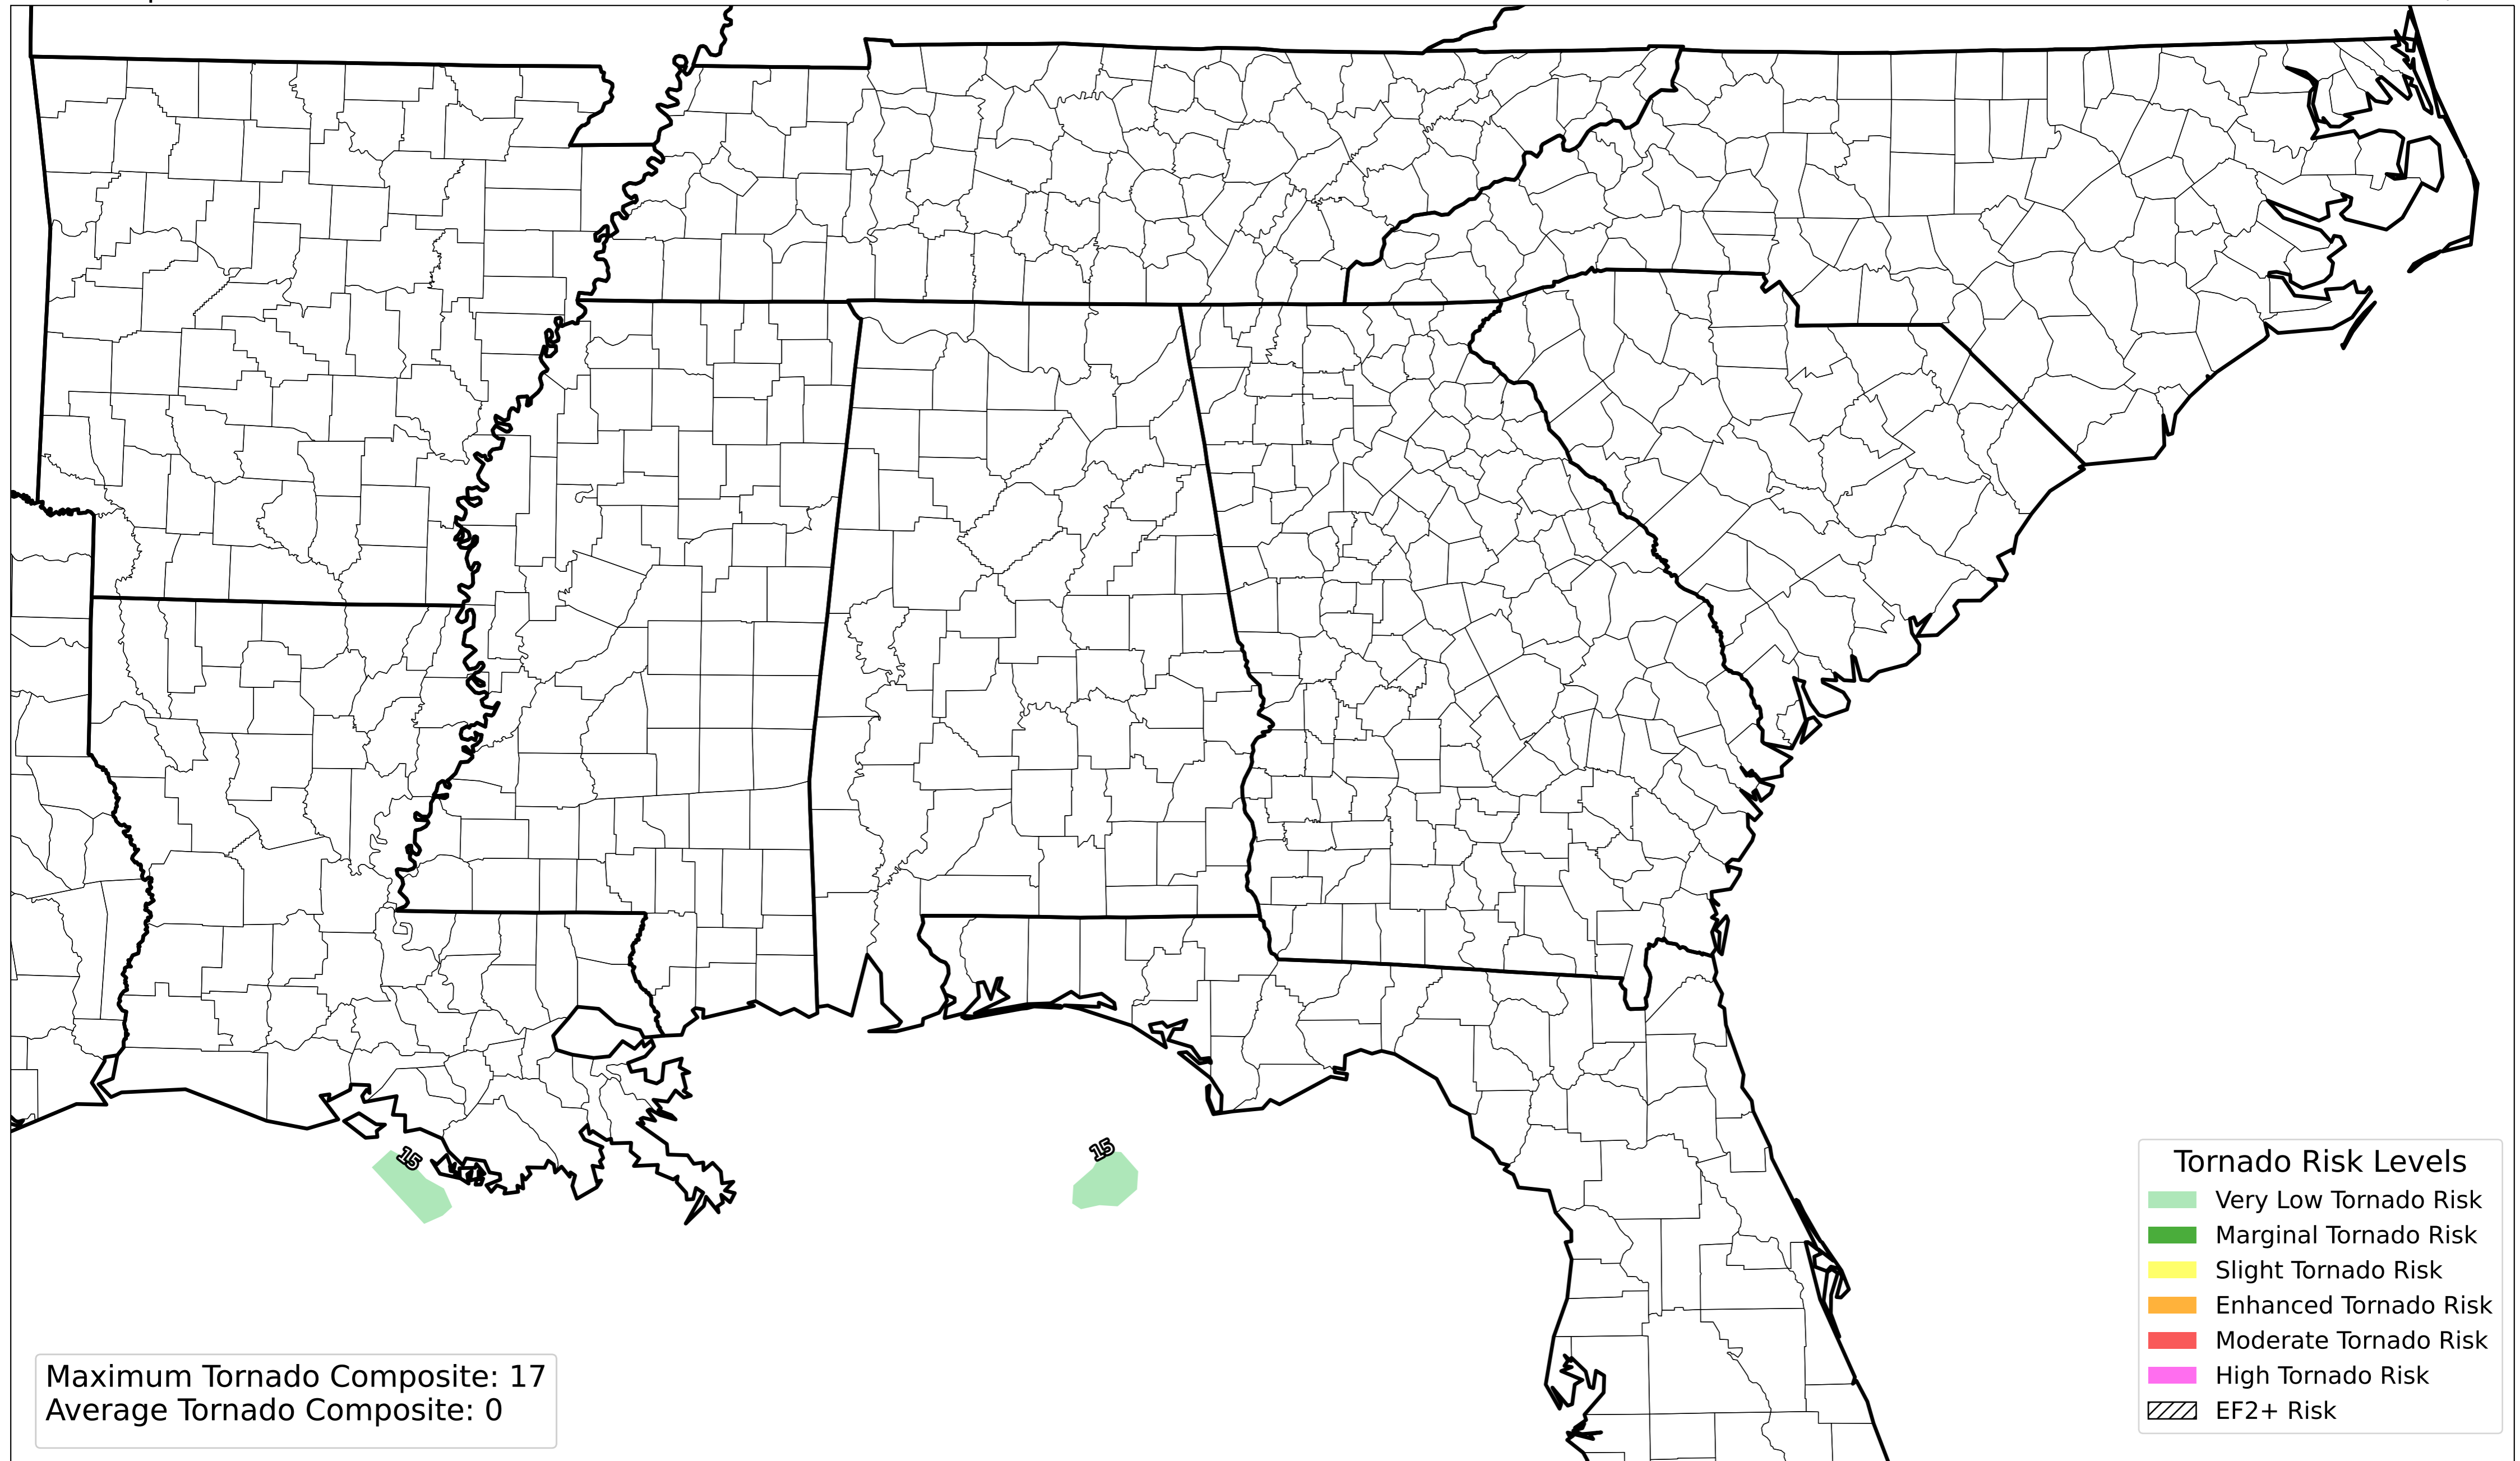 15
15
Tornado Risk Levels
Very Low Tornado Risk
Marginal Tornado Risk
Slight Tornado Risk
Enhanced Tornado Risk
Moderate Tornado Risk
High Tornado Risk
EF2+ Risk
Maximum Tornado Composite: 17
Average Tornado Composite: 0